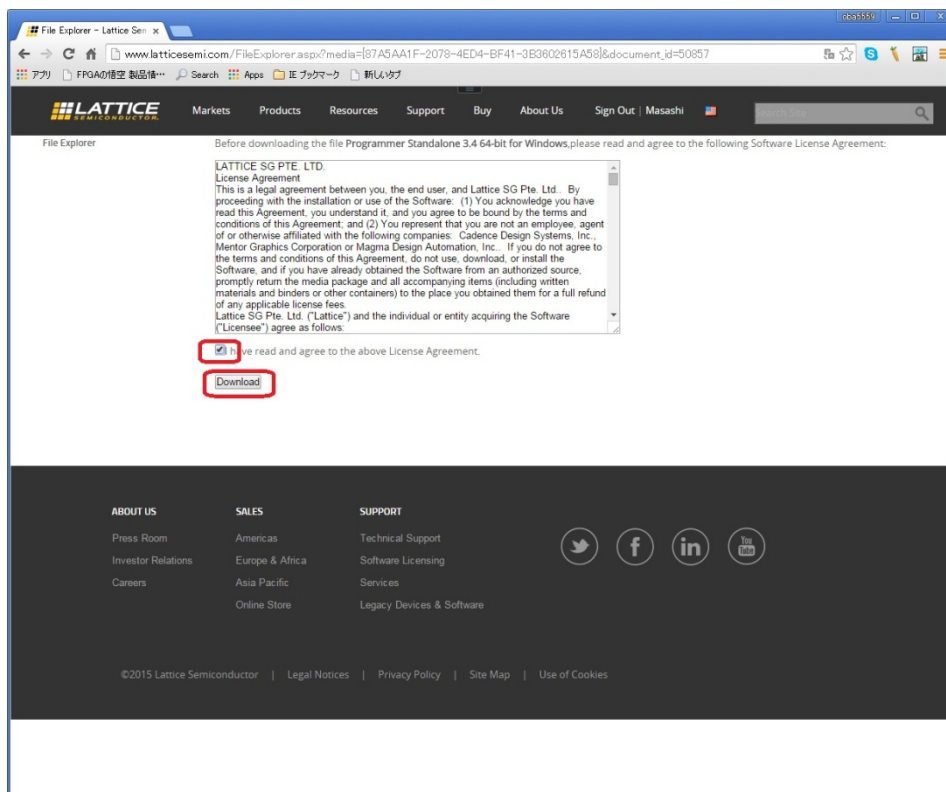 oba5559
File Explorer - Lattice Sem
www.latticesemi.com/FileExplorer.aspx?media={87A5AA1F-2078-4ED4-BF41-3B3602615A58}&document_id=50857
アプリ FPGAの悟空 製品情… Search Apps IE ブックマーク 新しいタブ
LATTICE
SEMICONDUCTOR.
Markets Products Resources Support Buy About Us Sign Out | Masashi Search Site
File Explorer
Before downloading the file Programmer Standalone 3.4 64-bit for Windows,please read and agree to the following Software License Agreement:
LATTICE SG PTE. LTD.
License Agreement
This is a legal agreement between you, the end user, and Lattice SG Pte. Ltd.. By
proceeding with the installation or use of the Software: (1) You acknowledge you have
read this Agreement, you understand it, and you agree to be bound by the terms and
conditions of this Agreement; and (2) You represent that you are not an employee, agent
of or otherwise affiliated with the following companies: Cadence Design Systems, Inc.,
Mentor Graphics Corporation or Magma Design Automation, Inc.. If you do not agree to
the terms and conditions of this Agreement, do not use, download, or install the
Software, and if you have already obtained the Software from an authorized source,
promptly return the media package and all accompanying items (including written
materials and binders or other containers) to the place you obtained them for a full refund
of any applicable license fees.
Lattice SG Pte. Ltd. ("Lattice") and the individual or entity acquiring the Software
("Licensee") agree as follows:
I have read and agree to the above License Agreement.
Download
ABOUT US SALES SUPPORT
Press Room Americas Technical Support
Investor Relations Europe & Africa Software Licensing
Careers Asia Pacific Services
Online Store Legacy Devices & Software
You
Tube
©2015 Lattice Semiconductor | Legal Notices | Privacy Policy | Site Map | Use of Cookies